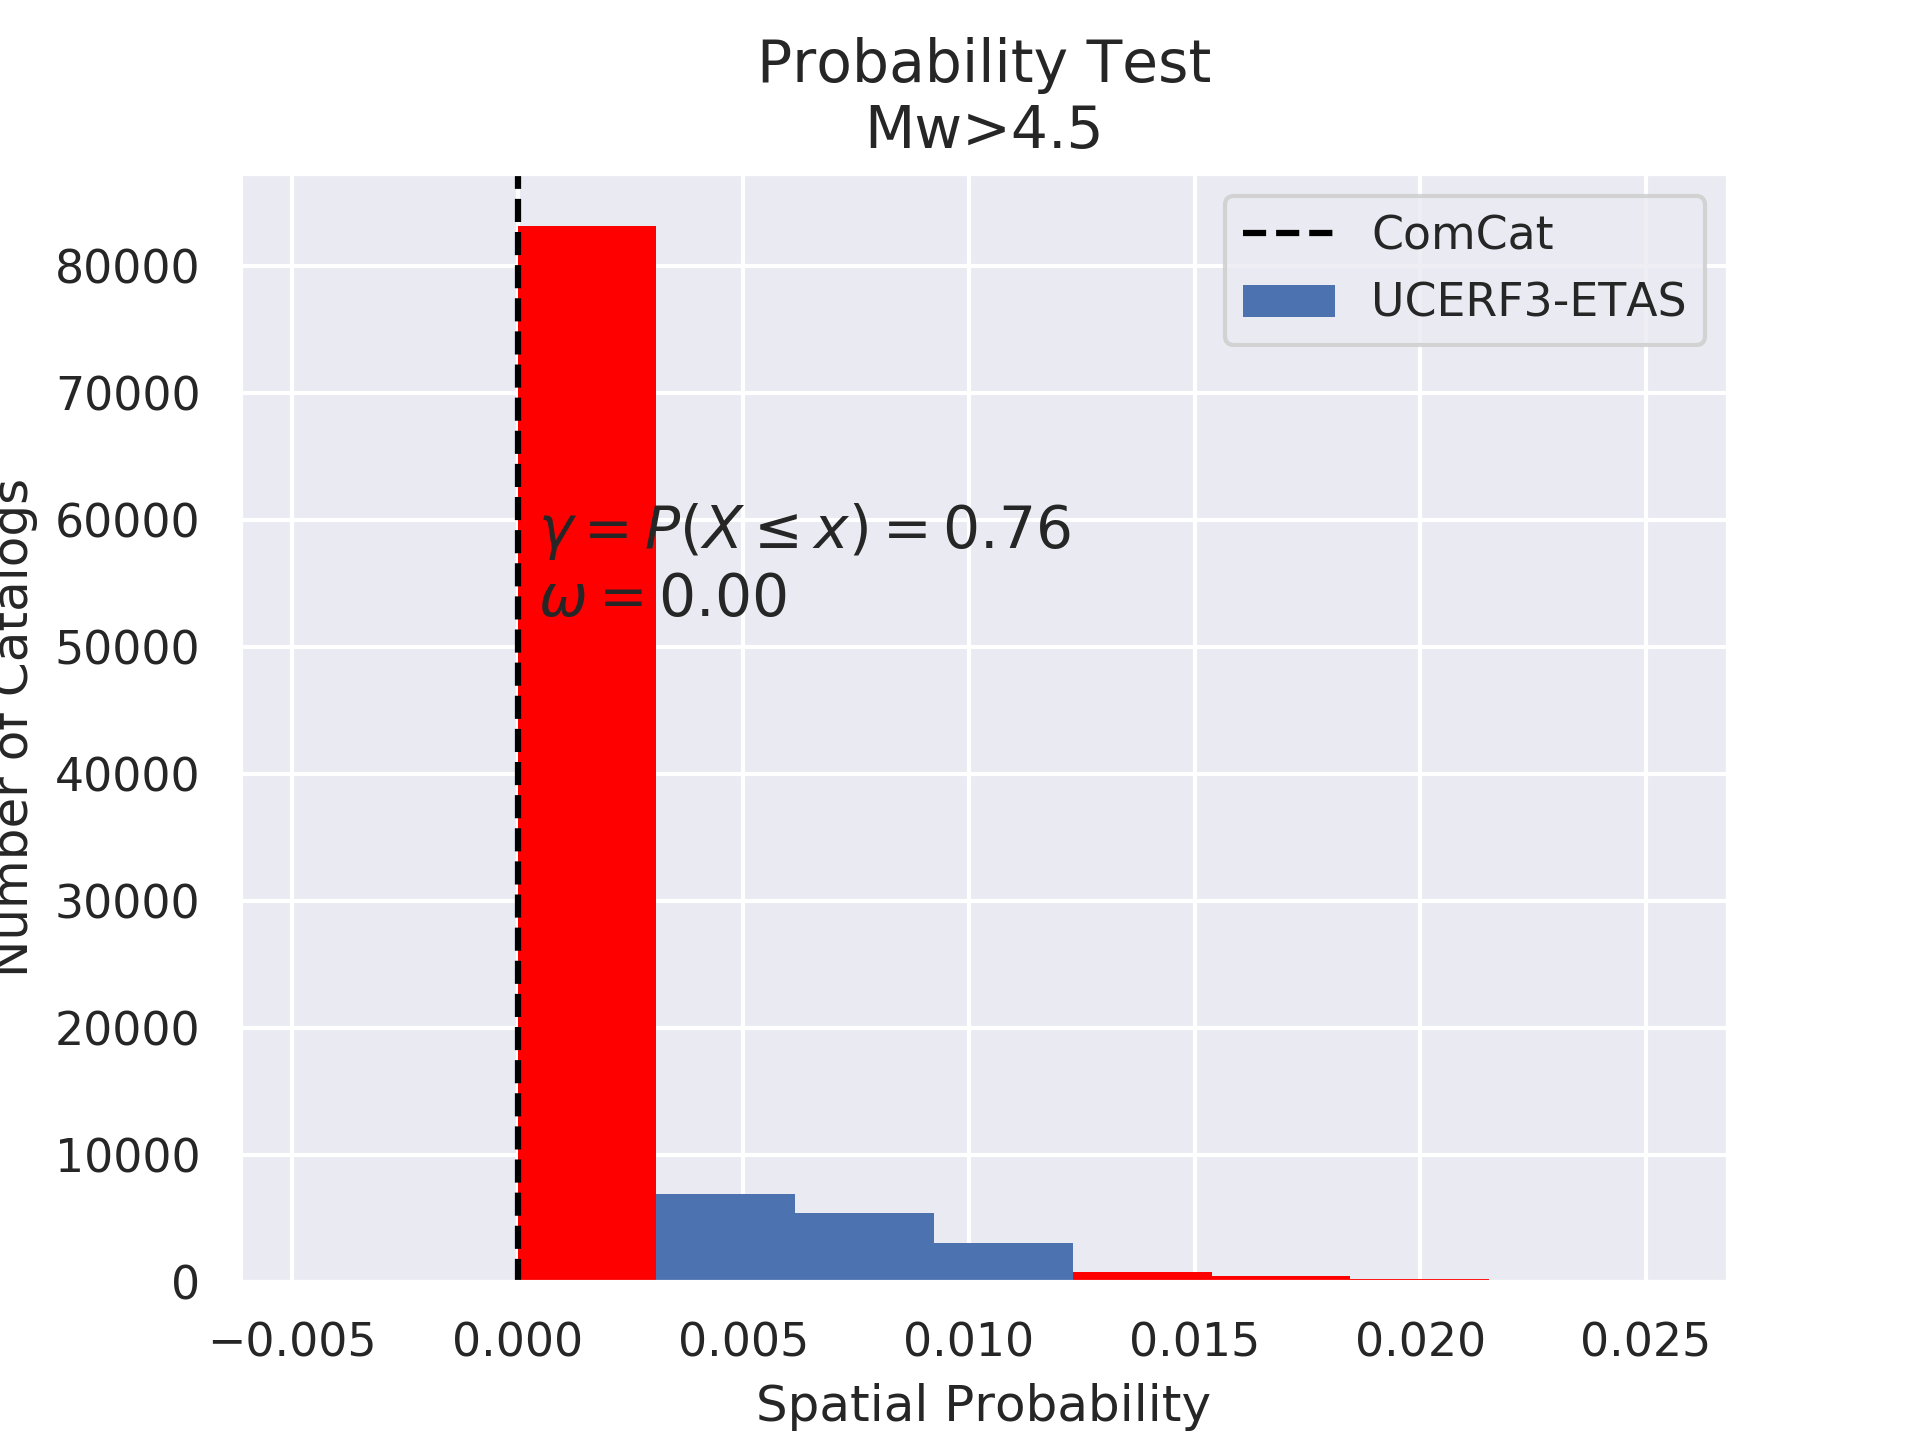 Probability Test
Mw>4.5
ComCat
UCERF3-ETAS
γ = P(X ≤ x) = 0.76
ω = 0.00
Number of Catalogs
80000
70000
60000
50000
40000
30000
20000
10000
0
−0.005 0.000 0.005 0.010 0.015 0.020 0.025
Spatial Probability